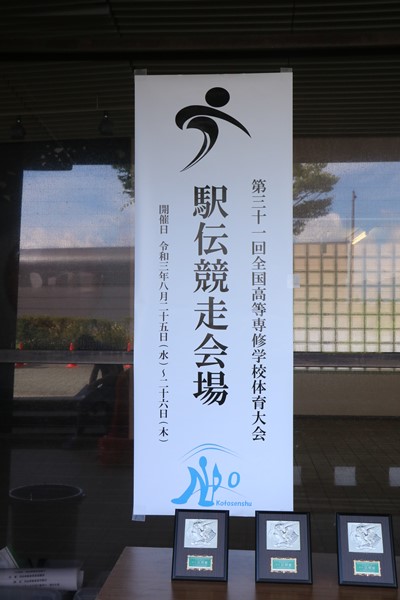 第三十一回全国高等専修学校体育大会
駅伝競走会場
開催日 令和三年八月二十五日(水)~二十六日(木)
Kotosenshu